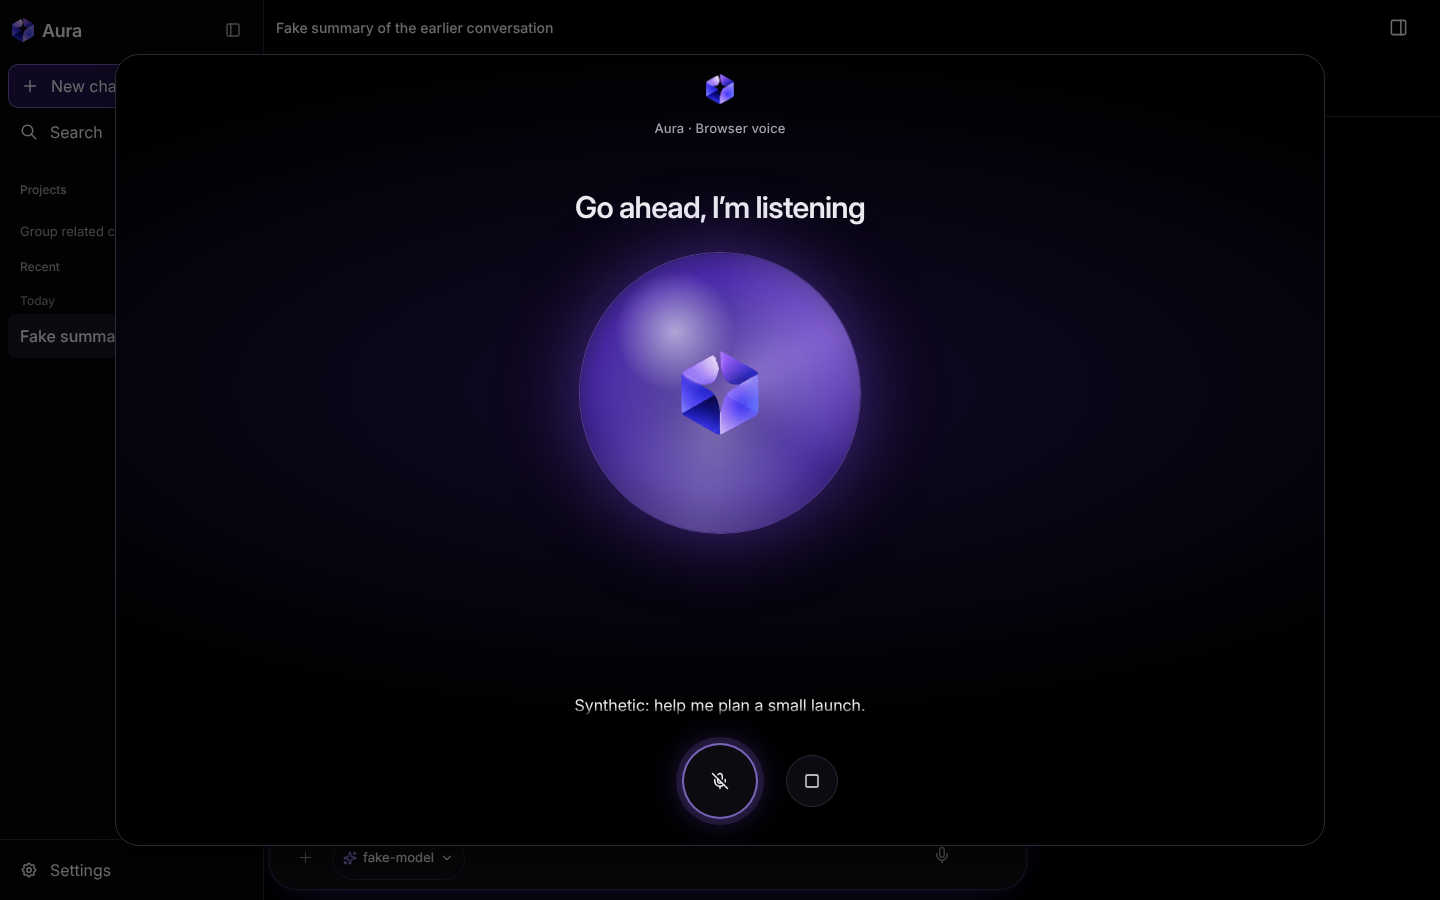 Aura
Fake summary of the earlier conversation
New cha
Search
Projects
Group related c
Recent
Today
Fake summa
Settings
Aura · Browser voice
Go ahead, I’m listening
Synthetic: help me plan a small launch.
fake-model